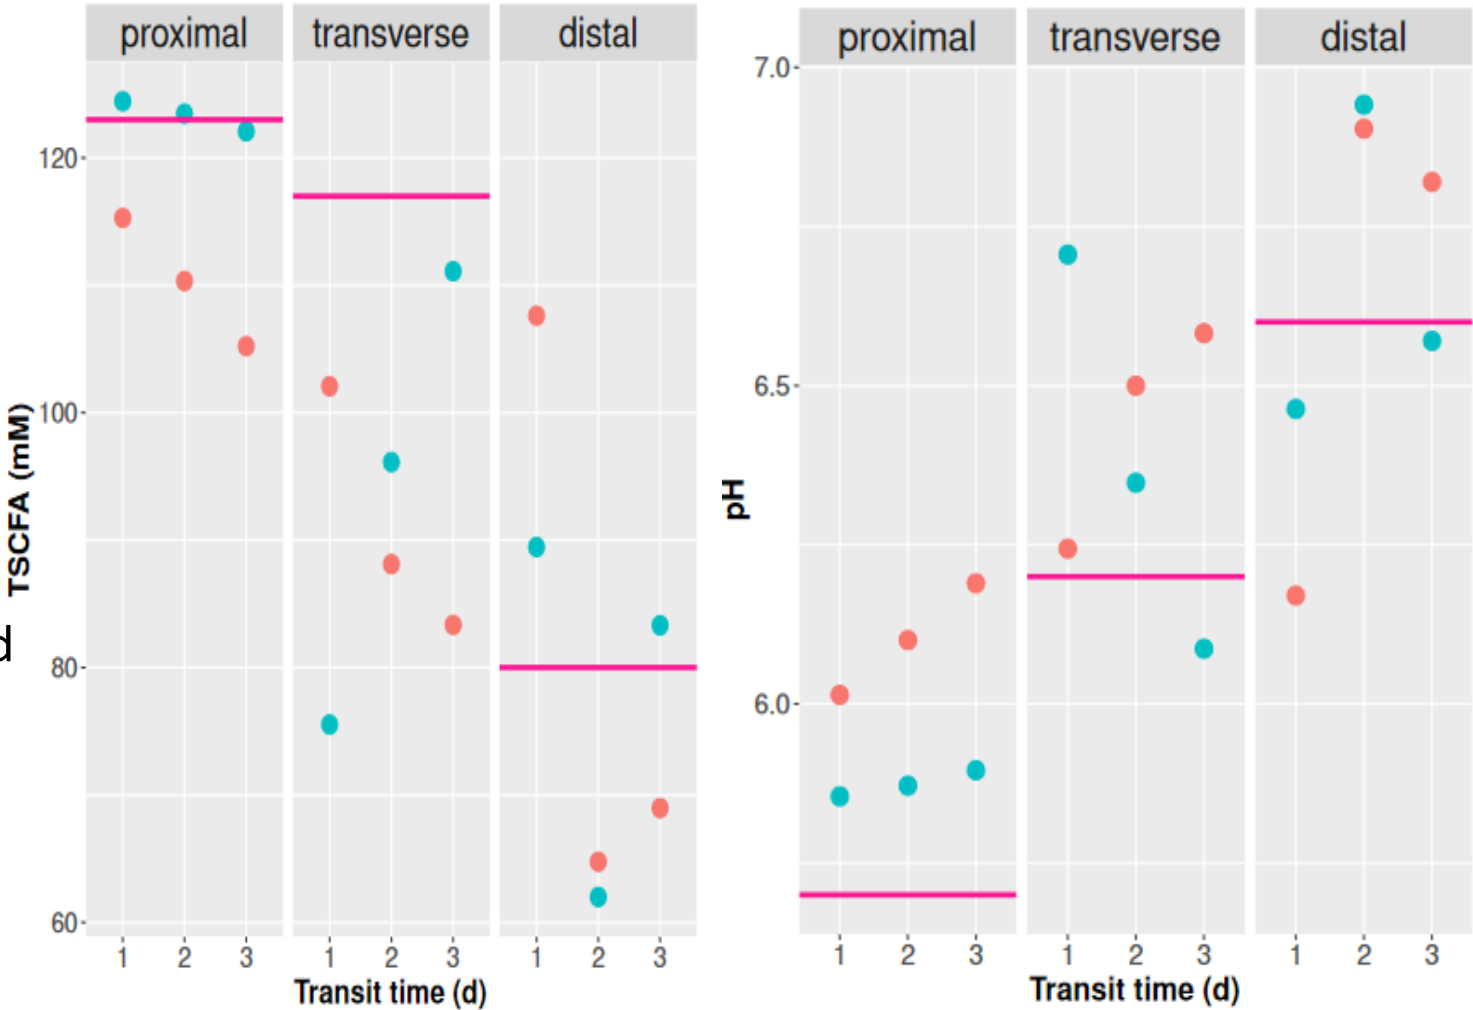 proximal transverse distal
120
100
80
60
TSCFA (mM)
d
1 2 3 1 2 3 1 2 3
Transit time (d)
proximal transverse distal
7.0
6.5
6.0
pH
1 2 3 1 2 3 1 2 3
Transit time (d)